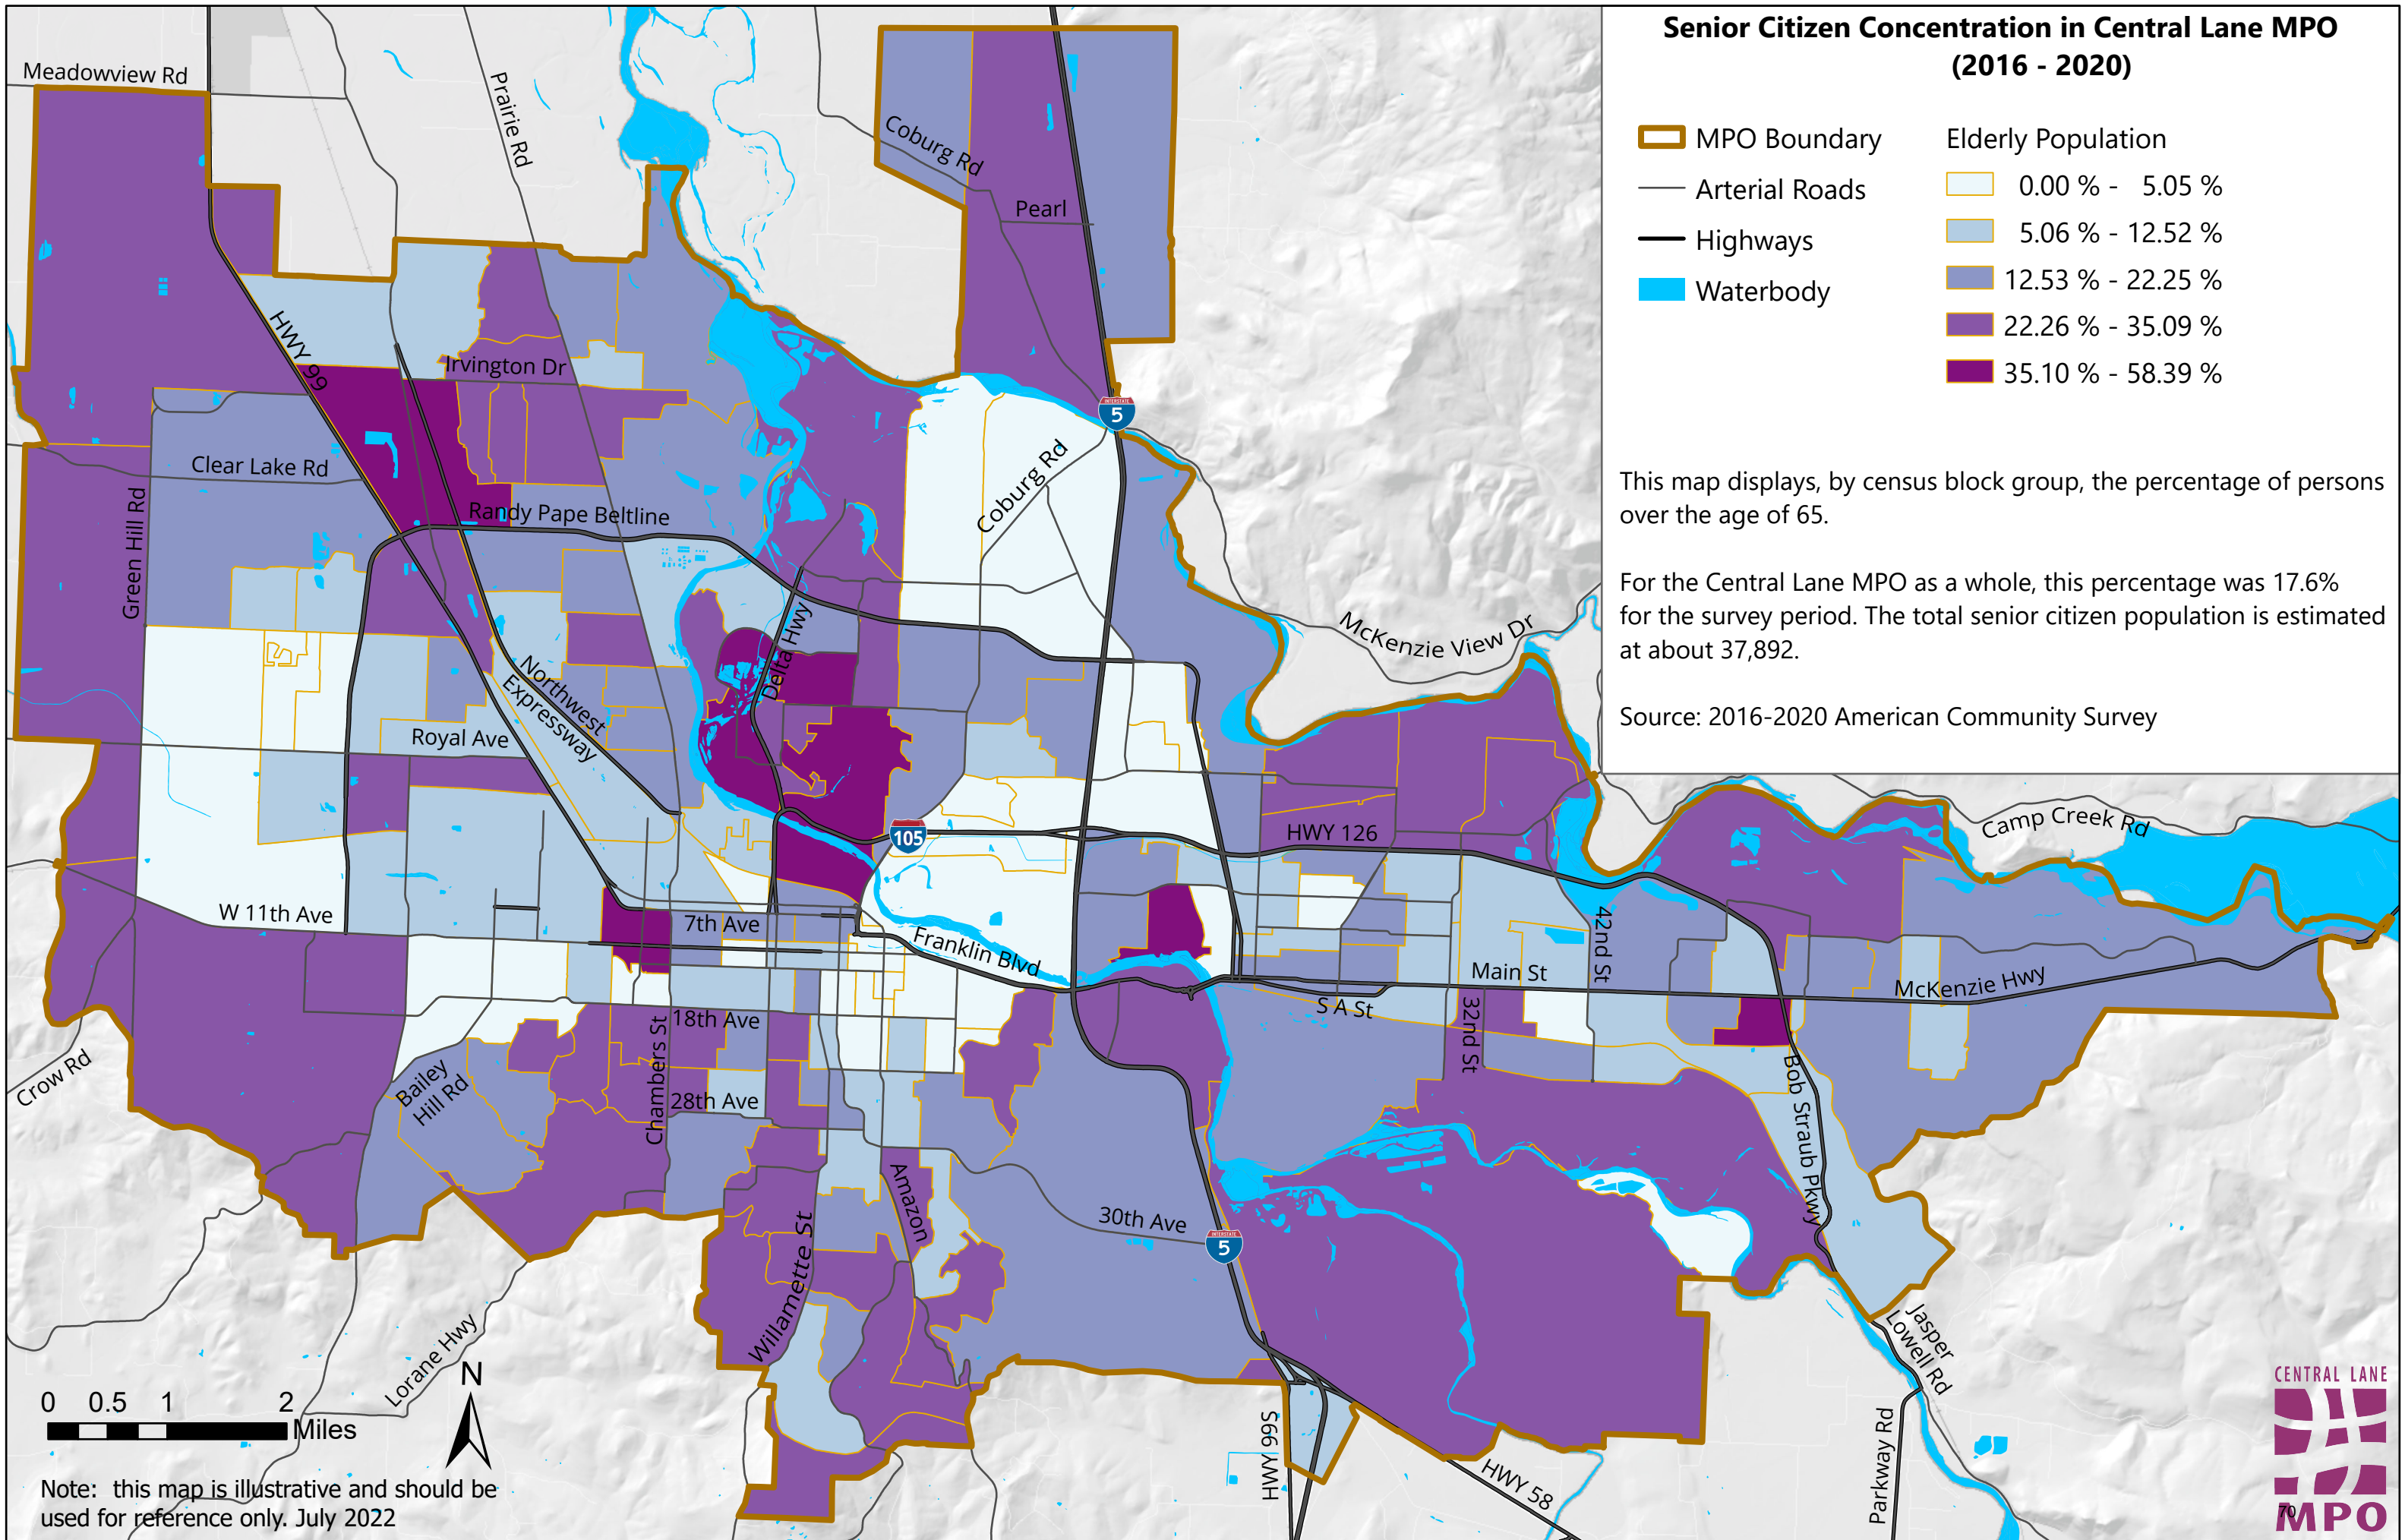 Senior Citizen Concentration in Central Lane MPO
(2016 - 2020)
MPO Boundary
Arterial Roads
Highways
Waterbody
Elderly Population
0.00 % - 5.05 %
5.06 % - 12.52 %
12.53 % - 22.25 %
22.26 % - 35.09 %
35.10 % - 58.39 %
This map displays, by census block group, the percentage of persons
over the age of 65.
For the Central Lane MPO as a whole, this percentage was 17.6%
for the survey period. The total senior citizen population is estimated
at about 37,892.
Source: 2016-2020 American Community Survey
Meadowview Rd
Prairie Rd
Coburg Rd
Pearl
HWY 99
Irvington Dr
INTERSTATE
5
Clear Lake Rd
Coburg Rd
Green Hill Rd
Randy Pape Beltline
Delta Hwy
McKenzie View Dr
Northwest
Expressway
Royal Ave
105
HWY 126
Camp Creek Rd
W 11th Ave
7th Ave
Franklin Blvd
42nd St
Main St
McKenzie Hwy
S A St
32nd St
18th Ave
Chambers St
Crow Rd
Bailey
Hill Rd
28th Ave
Bob Straub Pkwy
Amazon
30th Ave
INTERSTATE
5
Willamette St
Lorane Hwy
Jasper
Lowell Rd
HWY 99S
HWY 58
Parkway Rd
N
0 0.5 1 2
Miles
Note: this map is illustrative and should be
used for reference only. July 2022
CENTRAL LANE
70
MPO